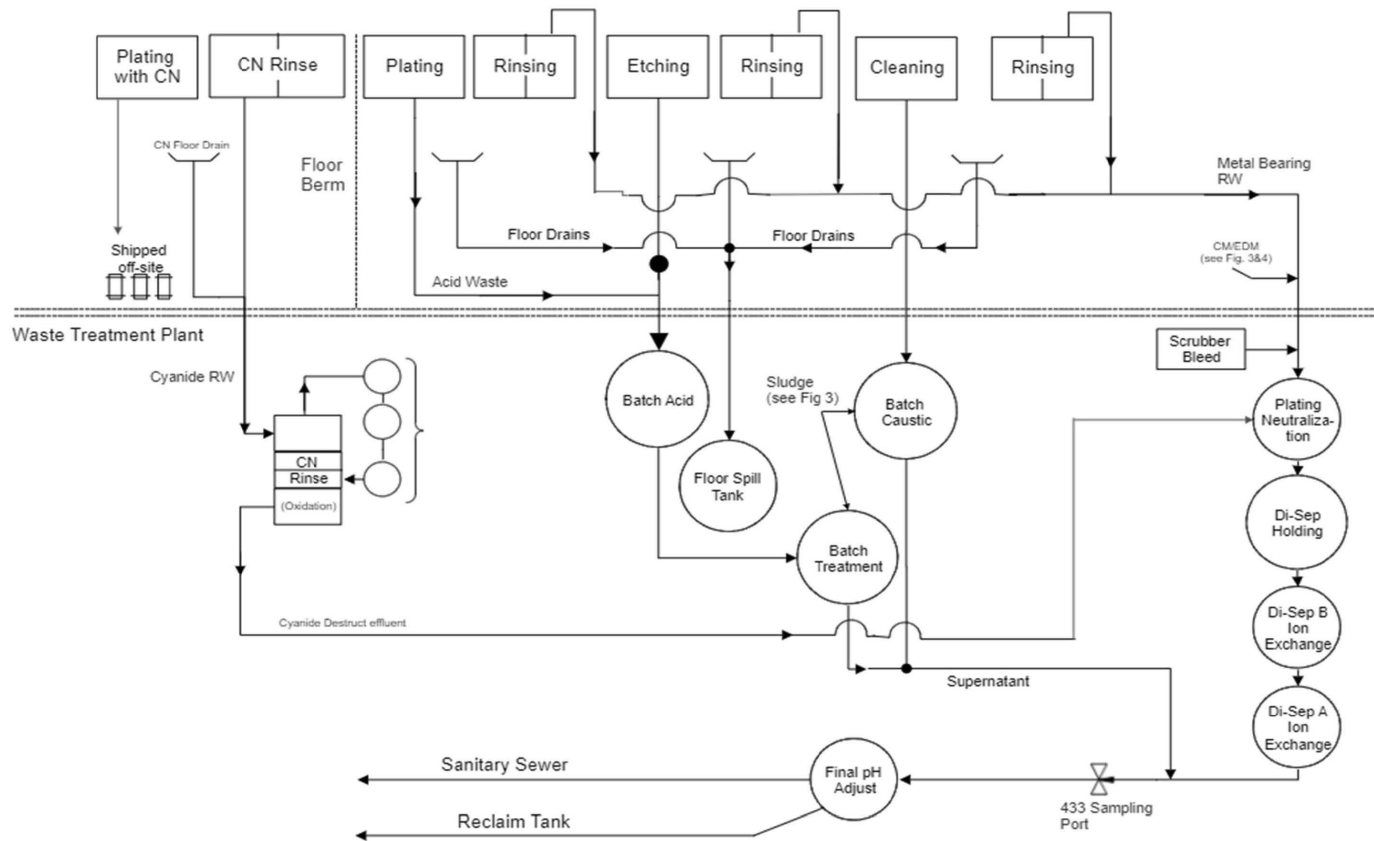 Plating
with CN
CN Rinse
Plating
Rinsing
Etching
Rinsing
Cleaning
Rinsing
CN Floor Drain
Floor
Berm
Metal Bearing
RW
Shipped
off-site
Floor Drains
Floor Drains
CM/EDM
(see Fig. 3&4)
Acid Waste
Waste Treatment Plant
Scrubber
Bleed
Cyanide RW
Sludge
(see Fig 3)
Batch Acid
Batch
Caustic
Plating
Neutraliza-
tion
CN
Rinse
(Oxidation)
Floor Spill
Tank
Di-Sep
Holding
Batch
Treatment
Cyanide Destruct effluent
Di-Sep B
Ion
Exchange
Supernatant
Di-Sep A
Ion
Exchange
Sanitary Sewer
Final pH
Adjust
433 Sampling
Port
Reclaim Tank